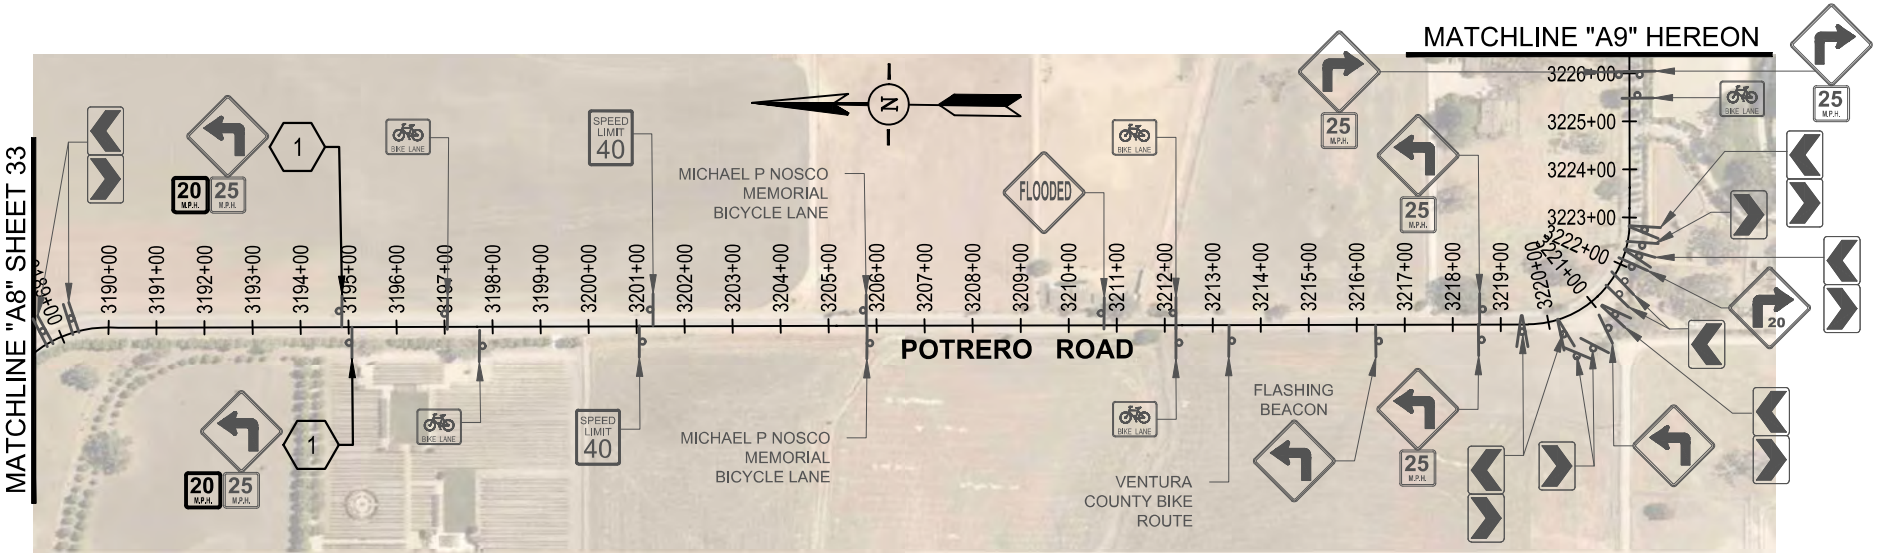 MATCHLINE "A9" HEREON
MATCHLINE "A8" SHEET 33
20
M.P.H.
25
M.P.H.
1
BIKE LANE
SPEED
LIMIT
40
MICHAEL P NOSCO
MEMORIAL
BICYCLE LANE
N
FLOODED
BIKE LANE
25
M.P.H.
25
M.P.H.
BIKE LANE
25
M.P.H.
3189+00
3190+00
3191+00
3192+00
3193+00
3194+00
3195+00
3196+00
3197+00
3198+00
3199+00
3200+00
3201+00
3202+00
3203+00
3204+00
3205+00
3206+00
3207+00
3208+00
3209+00
3210+00
3211+00
3212+00
3213+00
3214+00
3215+00
3216+00
3217+00
3218+00
3219+00
3220+00
3221+00
3222+00
3223+00
3224+00
3225+00
3226+00
POTRERO ROAD
20
20
M.P.H.
25
M.P.H.
1
BIKE LANE
SPEED
LIMIT
40
MICHAEL P NOSCO
MEMORIAL
BICYCLE LANE
BIKE LANE
VENTURA
COUNTY BIKE
ROUTE
FLASHING
BEACON
25
M.P.H.